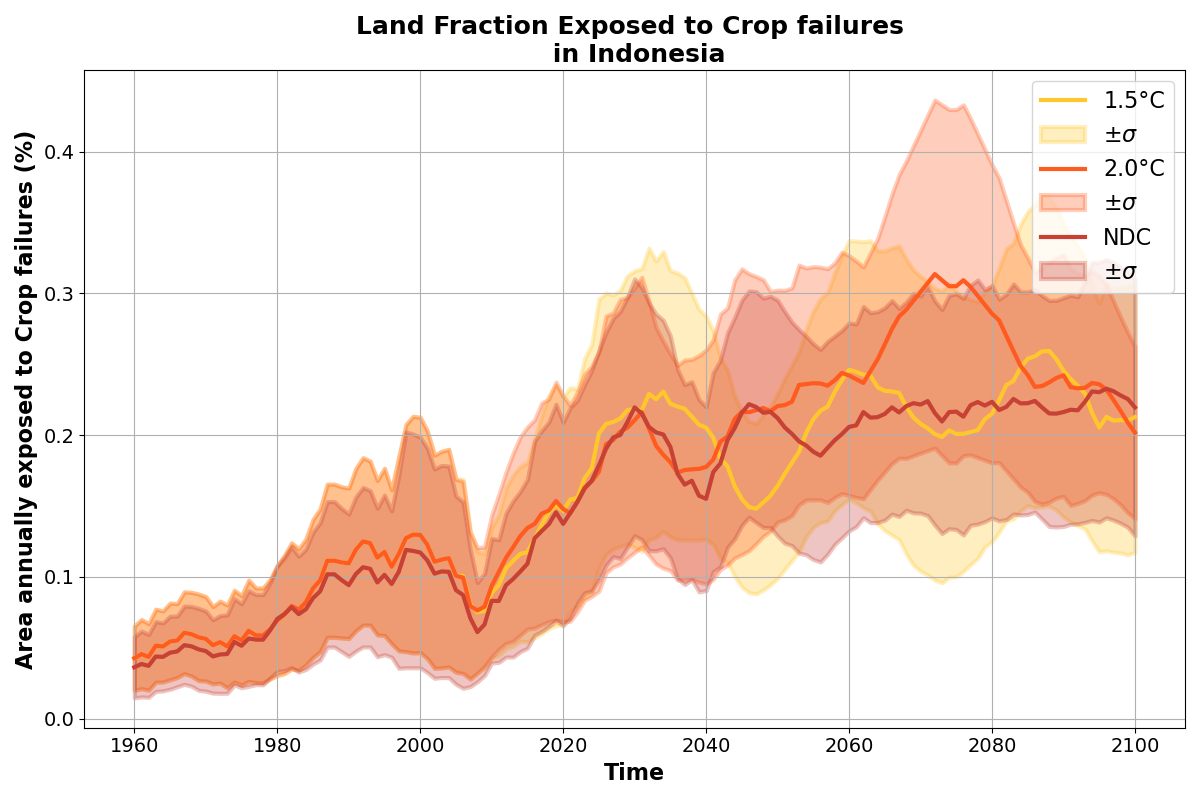 Land Fraction Exposed to Crop failures
in Indonesia
Area annually exposed to Crop failures (%)
0.4
0.3
0.2
0.1
0.0
1.5°C
±σ
2.0°C
±σ
NDC
±σ
1960 1980 2000 2020 2040 2060 2080 2100
Time